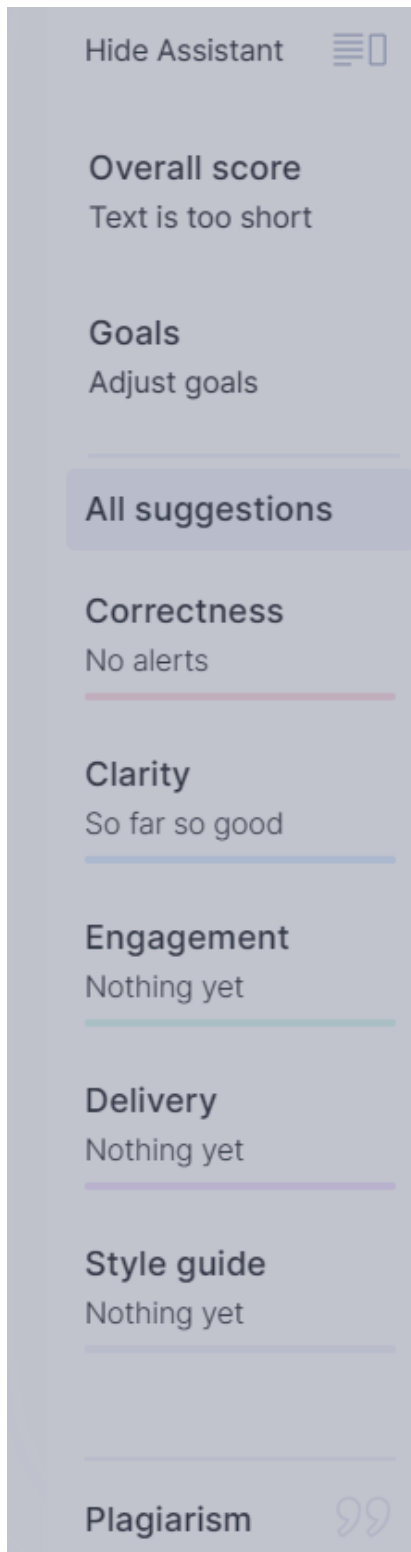 Hide Assistant
Overall score
Text is too short
Goals
Adjust goals
All suggestions
Correctness
No alerts
Clarity
So far so good
Engagement
Nothing yet
Delivery
Nothing yet
Style guide
Nothing yet
Plagiarism